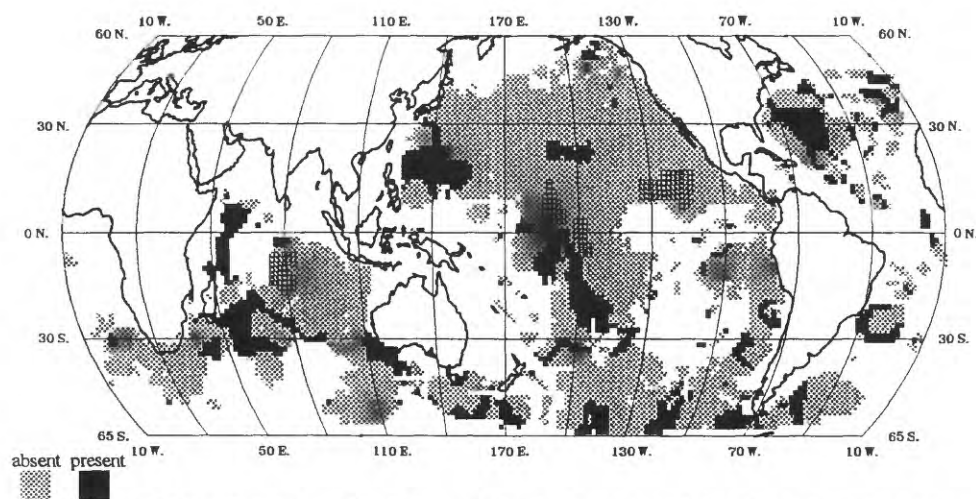 10 W. 50 E. 110 E. 170 E. 130 W. 70 W. 10 W.
60 N. 60 N.
30 N. 30 N.
0 N. 0 N.
30 S. 30 S.
65 S. 65 S.
10 W. 50 E. 110 E. 170 E. 130 W. 70 W. 10 W.
absent present